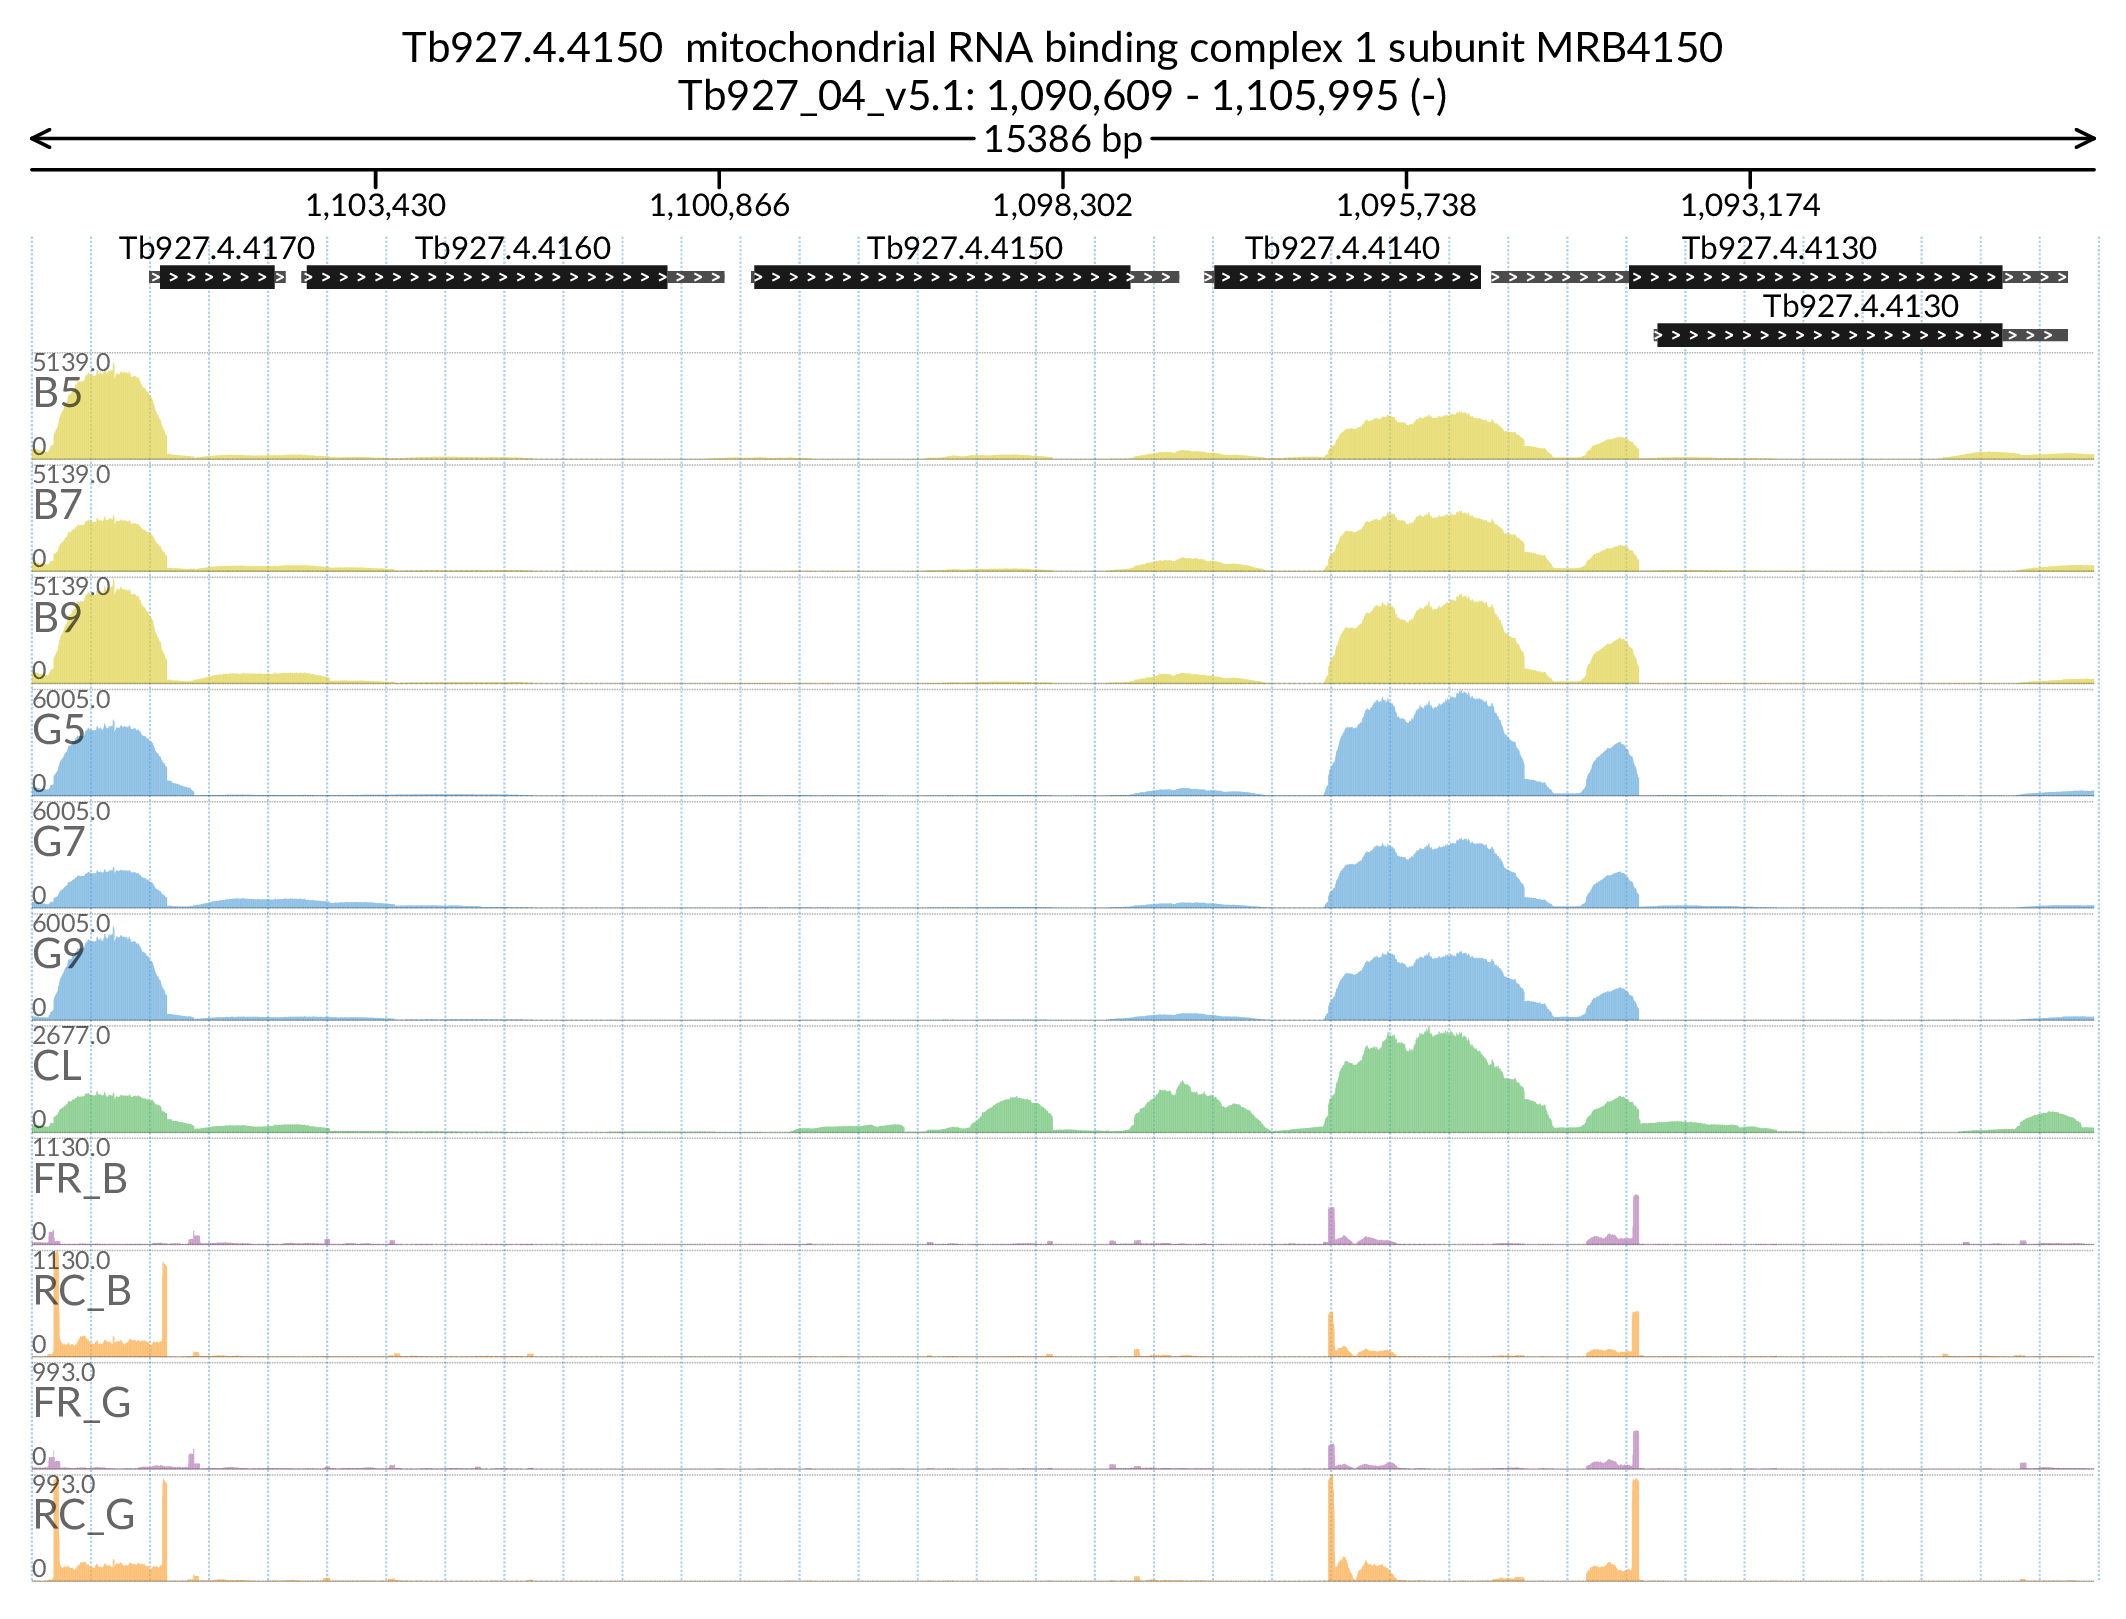 Tb927.4.4150  mitochondrial RNA binding complex 1 subunit MRB4150
Tb927_04_v5.1: 1,090,609 - 1,105,995 (-)
15386 bp
1,103,430 1,100,866 1,098,302 1,095,738 1,093,174
Tb927.4.4170 Tb927.4.4160 Tb927.4.4150 Tb927.4.4140 Tb927.4.4130
Tb927.4.4130
5139.0
B5
0
5139.0
B7
0
5139.0
B9
0
6005.0
G5
0
6005.0
G7
0
6005.0
G9
0
2677.0
CL
0
1130.0
FR_B
0
1130.0
RC_B
0
993.0
FR_G
0
993.0
RC_G
0